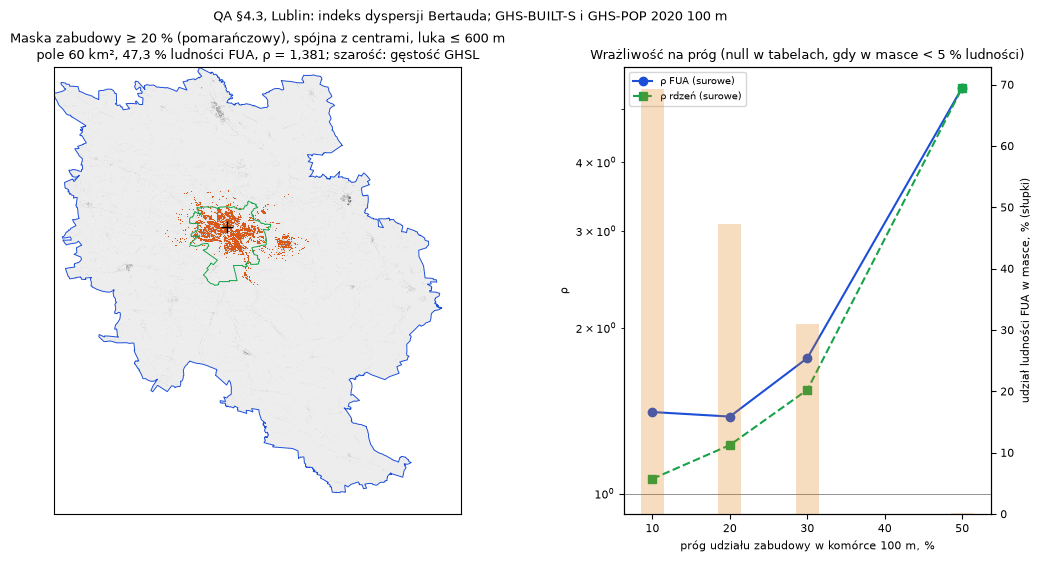 QA §4.3, Lublin: indeks dyspersji Bertauda; GHS-BUILT-S i GHS-POP 2020 100 m
Maska zabudowy ≥ 20 % (pomarańczowy), spójna z centrami, luka ≤ 600 m
pole 60 km², 47,3 % ludności FUA, ρ = 1,381; szarość: gęstość GHSL
Wrażliwość na próg (null w tabelach, gdy w masce < 5 % ludności)
ρ FUA (surowe)
ρ rdzeń (surowe)
4 × 10⁰
3 × 10⁰
2 × 10⁰
10⁰
ρ
70
60
50
40
30
20
10
0
udział ludności FUA w masce, % (słupki)
10 20 30 40 50
próg udziału zabudowy w komórce 100 m, %